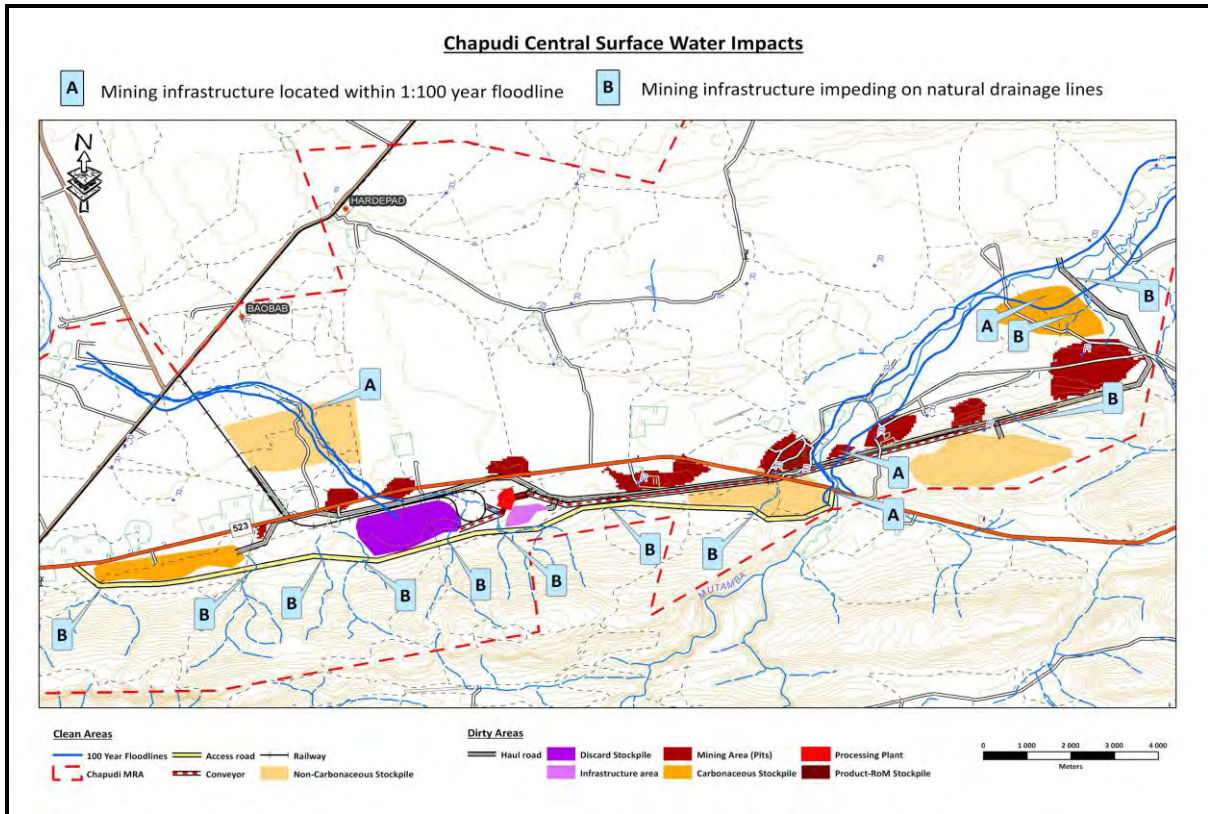 Chapudi Central Surface Water Impacts
A Mining infrastructure located within 1:100 year floodline
B Mining infrastructure impeding on natural drainage lines
N
HARDEPAD
R
R
R
R
R
R
B
BAOBAB
A
B
R
A
R
B
R
A
523
A
B
B
B
B
B
B
B
B
MUTAMBA
B
Clean Areas
100 Year Floodlines Access road Railway
Chapudi MRA Conveyor Non-Carbonaceous Stockpile
Dirty Areas
Haul road Discard Stockpile Mining Area (Pits) Processing Plant
Infrastructure area Carbonaceous Stockpile Product-RoM Stockpile
0 1 000 2 000 3 000 4 000
Meters